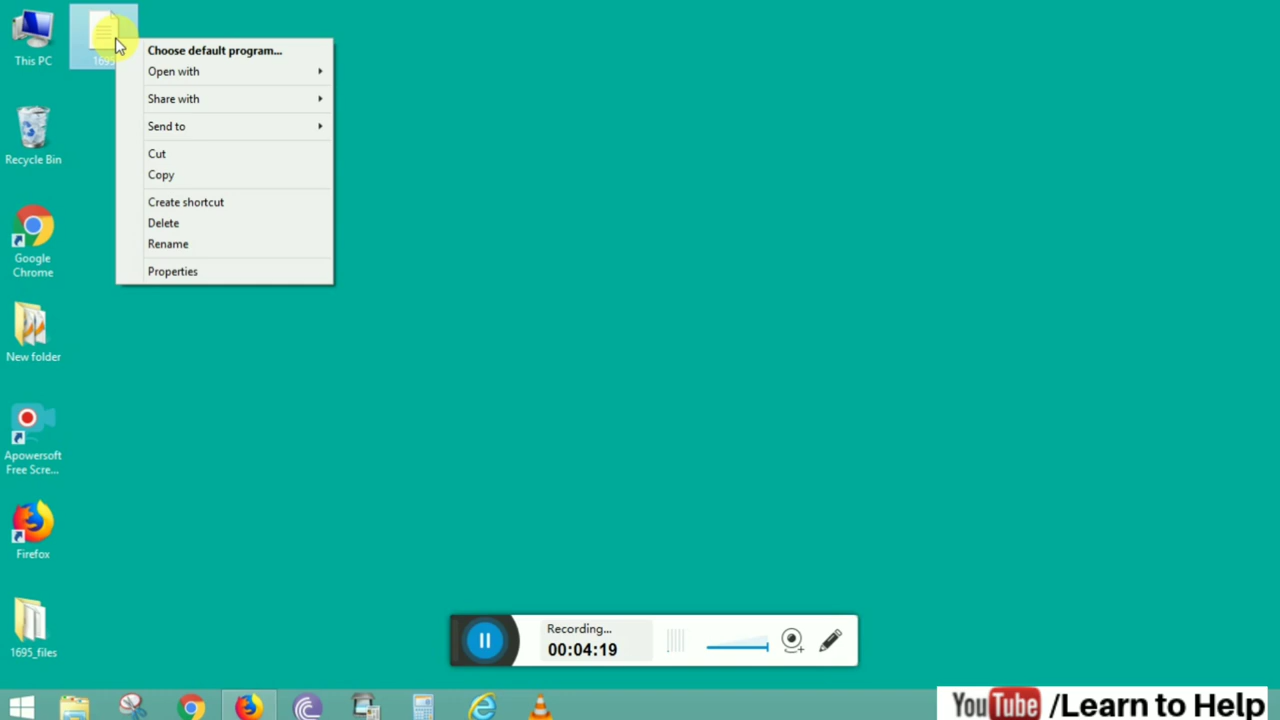 This PC
1695
Choose default program...
Open with
Share with
Send to
Cut
Copy
Create shortcut
Delete
Rename
Properties
Recycle Bin
Google
Chrome
New folder
Apowersoft
Free Scre...
Firefox
1695_files
Recording...
00:04:19
YouTube /Learn to Help